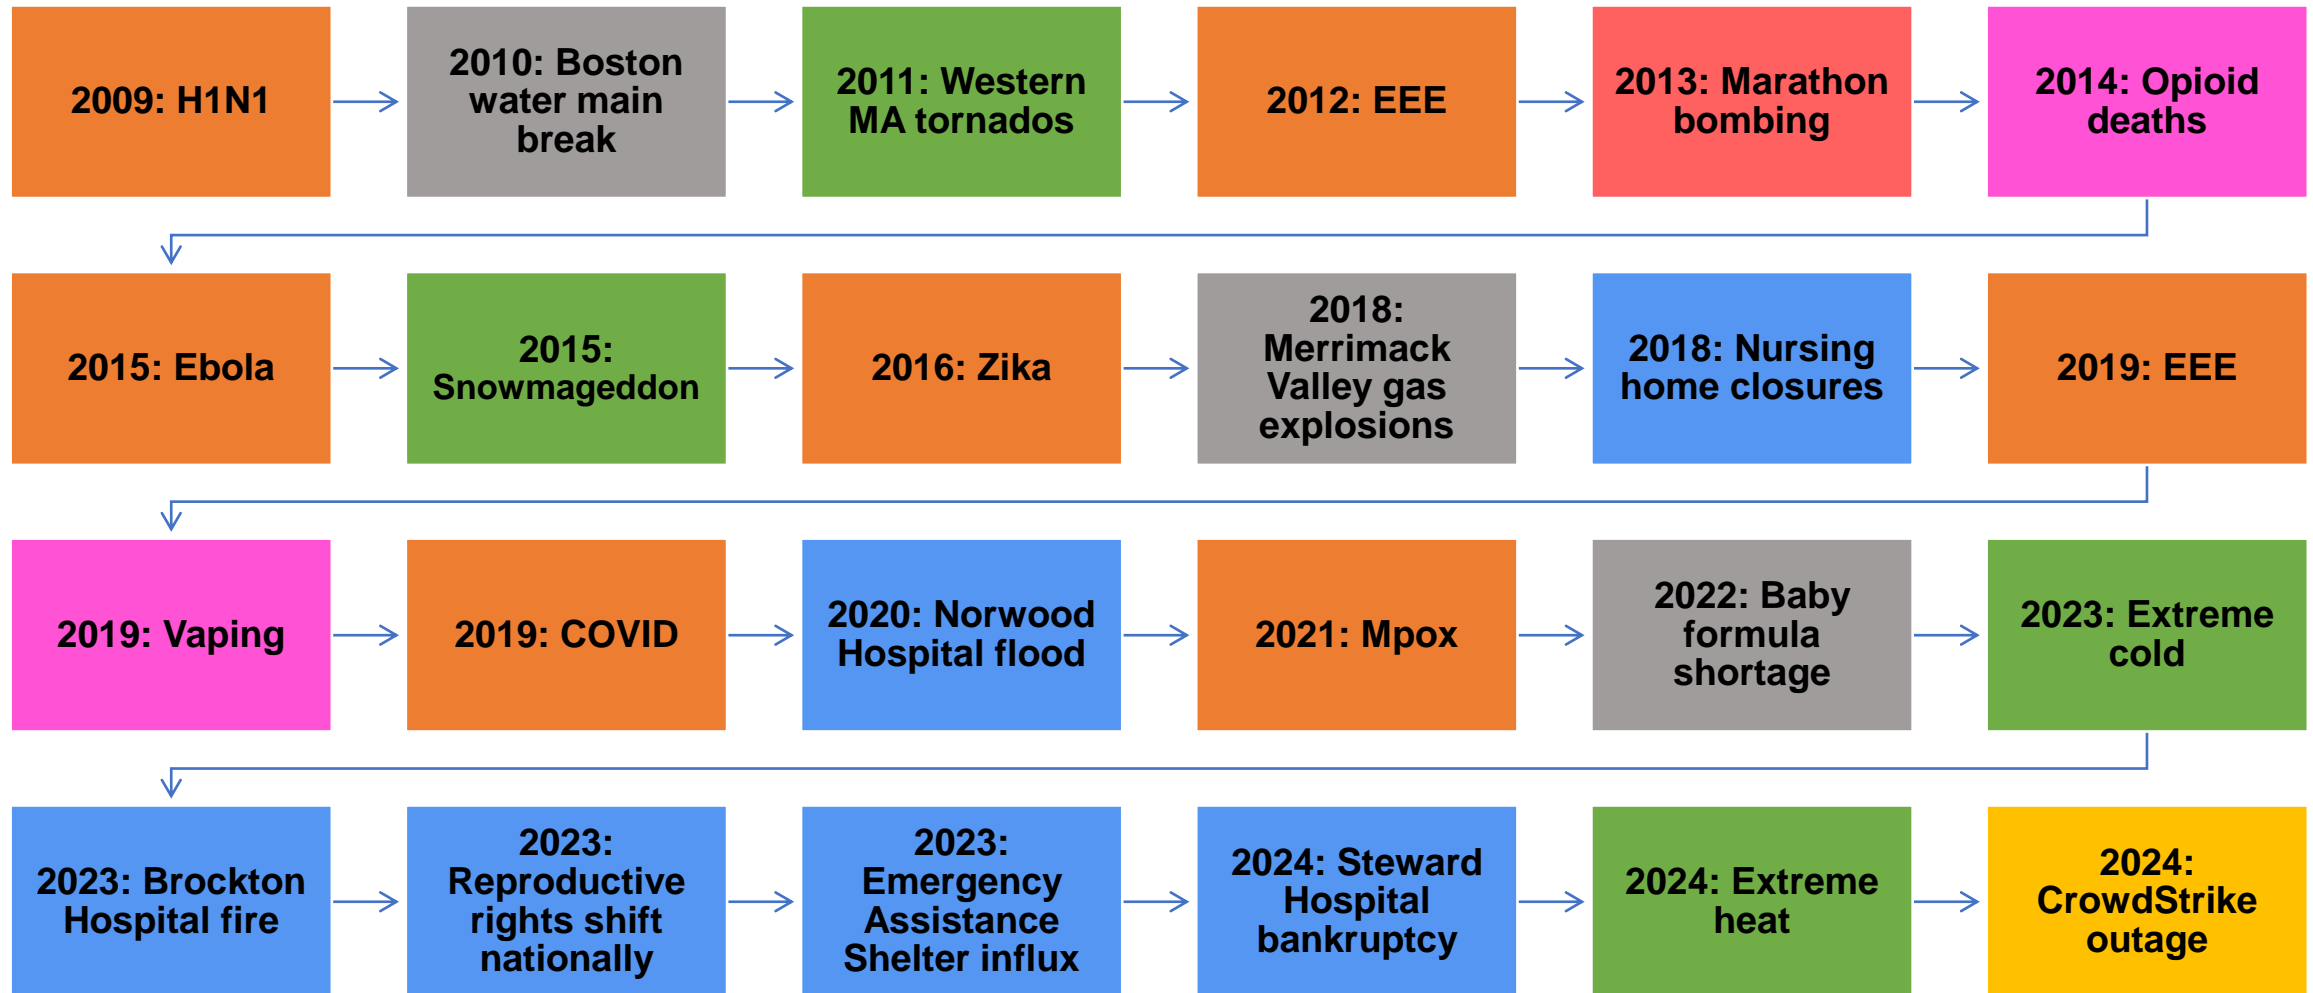 2009: H1N1
2010: Boston
water main
break
2011: Western
MA tornados
2012: EEE
2013: Marathon
bombing
2014: Opioid
deaths
2015: Ebola
2015:
Snowmageddon
2016: Zika
2018:
Merrimack
Valley gas
explosions
2018: Nursing
home closures
2019: EEE
2019: Vaping
2019: COVID
2020: Norwood
Hospital flood
2021: Mpox
2022: Baby
formula
shortage
2023: Extreme
cold
2023: Brockton
Hospital fire
2023:
Reproductive
rights shift
nationally
2023:
Emergency
Assistance
Shelter influx
2024: Steward
Hospital
bankruptcy
2024: Extreme
heat
2024:
CrowdStrike
outage